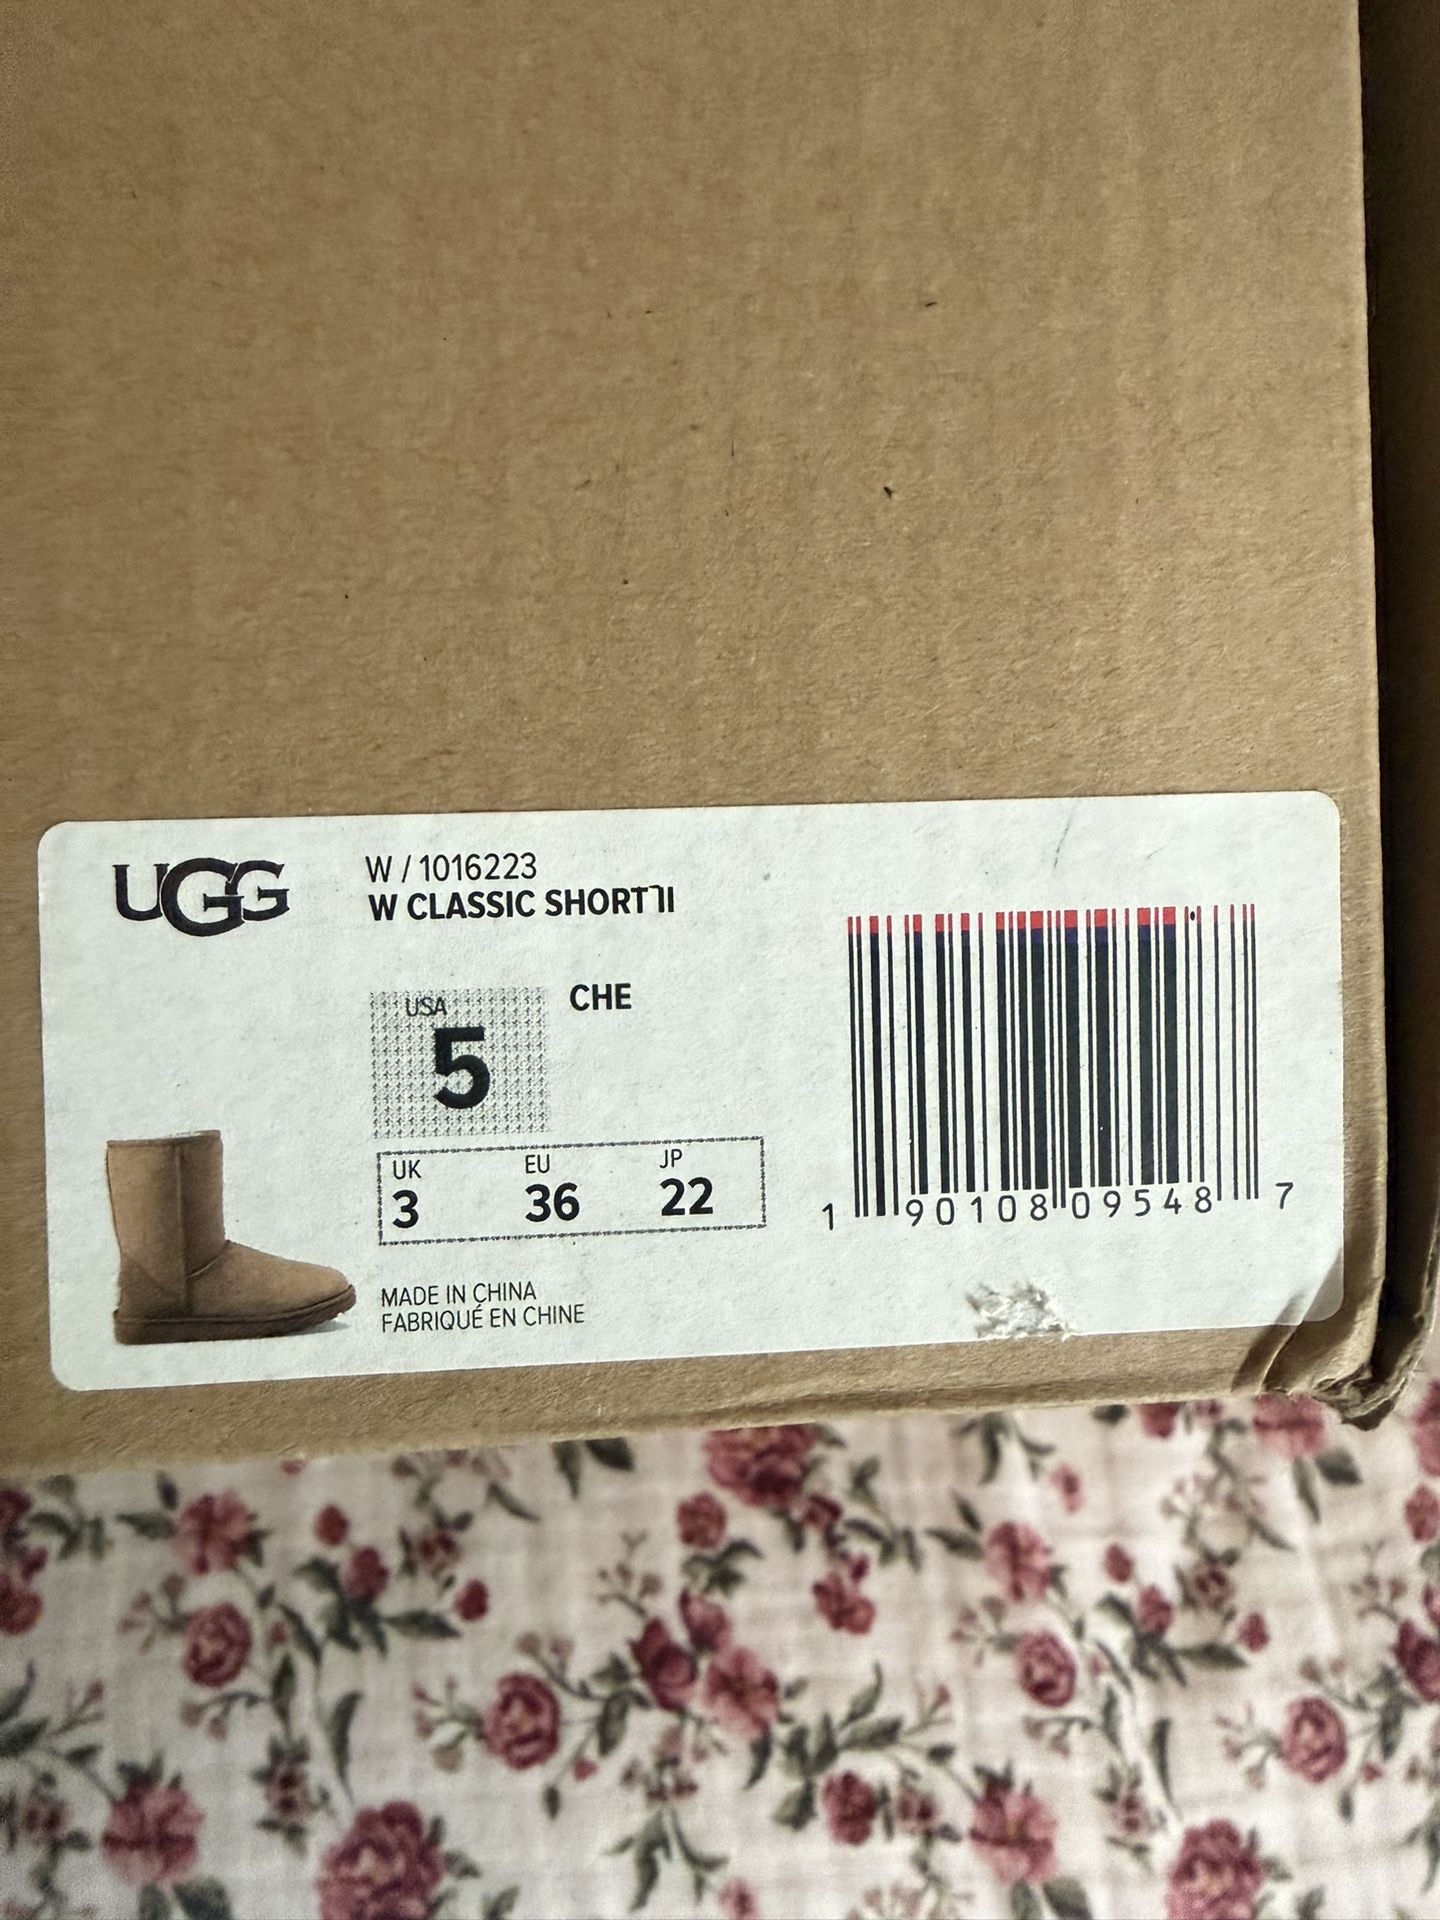 UGG
W / 1016223
W CLASSIC SHORT II
USA
5
CHE
UK EU JP
3 36 22
MADE IN CHINA
FABRIQUÉ EN CHINE
1 90108 09548 7